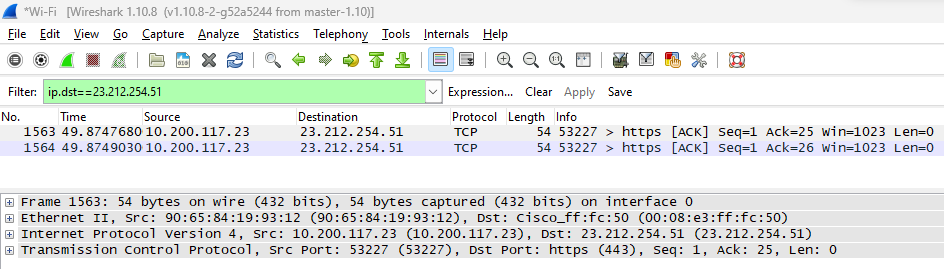 *Wi-Fi [Wireshark 1.10.8 (v1.10.8-2-g52a5244 from master-1.10)]
File Edit View Go Capture Analyze Statistics Telephony Tools Internals Help
Filter: ip.dst==23.212.254.51 Expression... Clear Apply Save
No. Time Source Destination Protocol Length Info
1563 49.8747680 10.200.117.23 23.212.254.51 TCP 54 53227 > https [ACK] Seq=1 Ack=25 Win=1023 Len=0
1564 49.8749030 10.200.117.23 23.212.254.51 TCP 54 53227 > https [ACK] Seq=1 Ack=26 Win=1023 Len=0
Frame 1563: 54 bytes on wire (432 bits), 54 bytes captured (432 bits) on interface 0
Ethernet II, Src: 90:65:84:19:93:12 (90:65:84:19:93:12), Dst: Cisco_ff:fc:50 (00:08:e3:ff:fc:50)
Internet Protocol Version 4, Src: 10.200.117.23 (10.200.117.23), Dst: 23.212.254.51 (23.212.254.51)
Transmission Control Protocol, Src Port: 53227 (53227), Dst Port: https (443), Seq: 1, Ack: 25, Len: 0